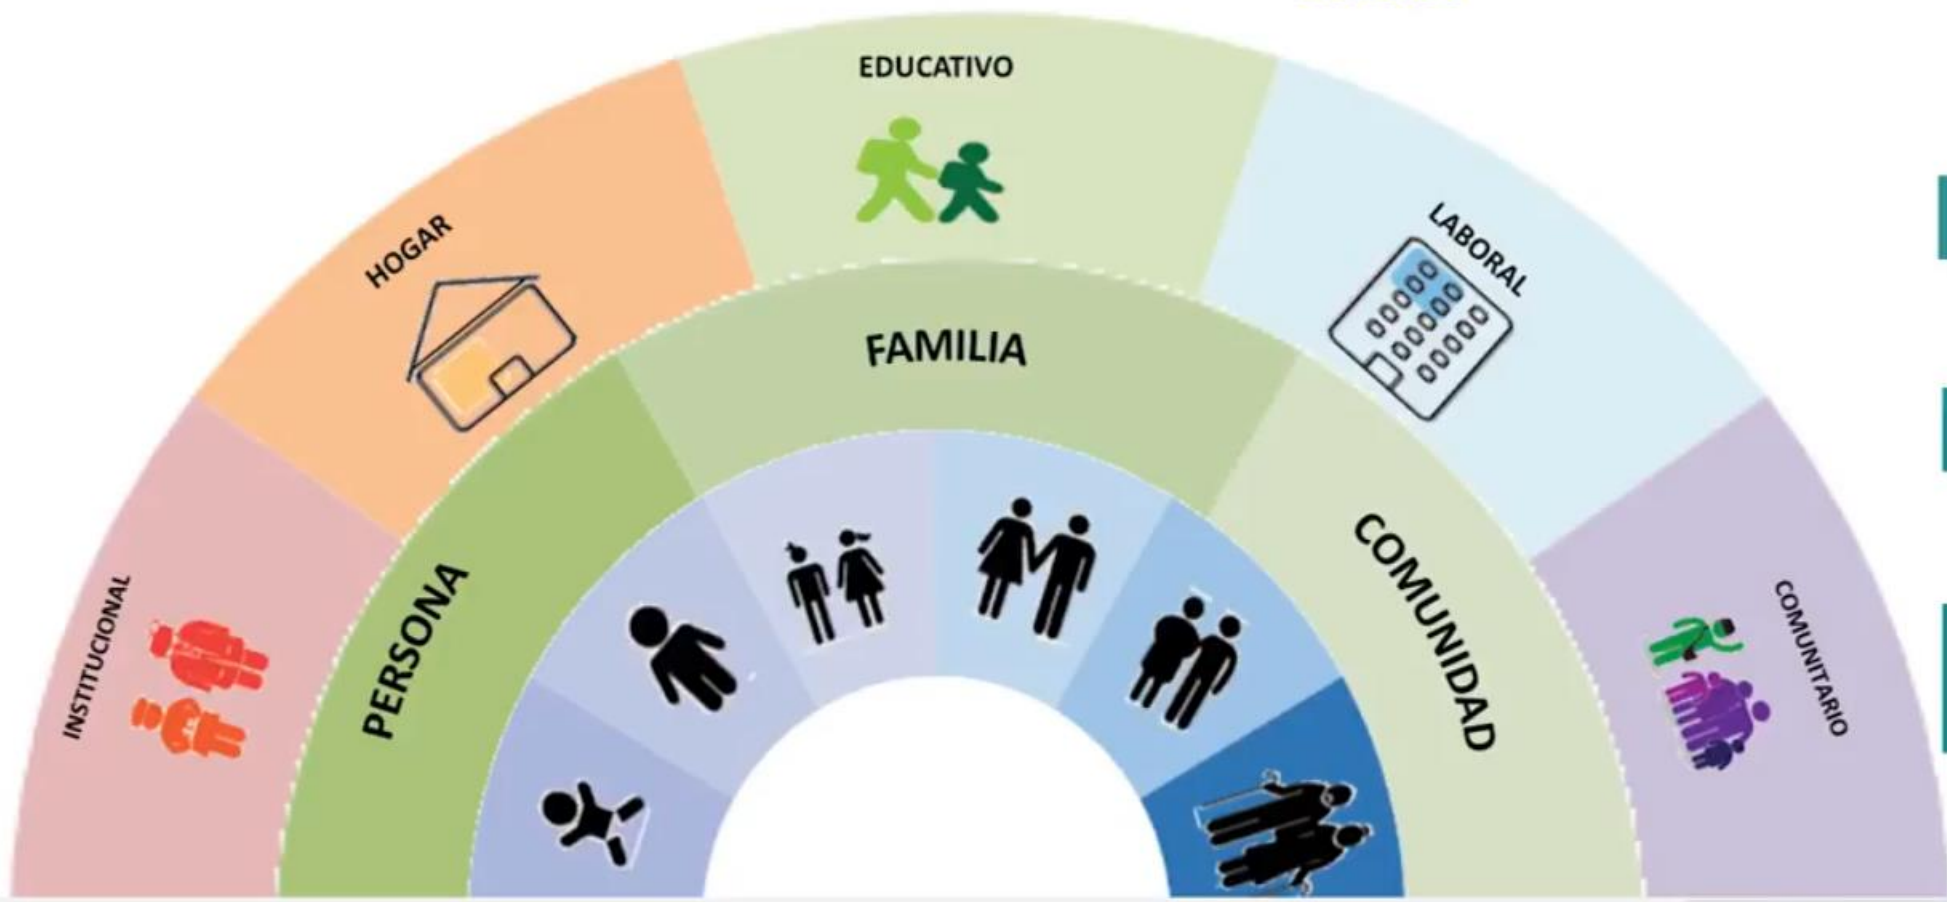 EDUCATIVO
HOGAR
LABORAL
FAMILIA
INSTITUCIONAL
PERSONA
COMUNIDAD
COMUNITARIO